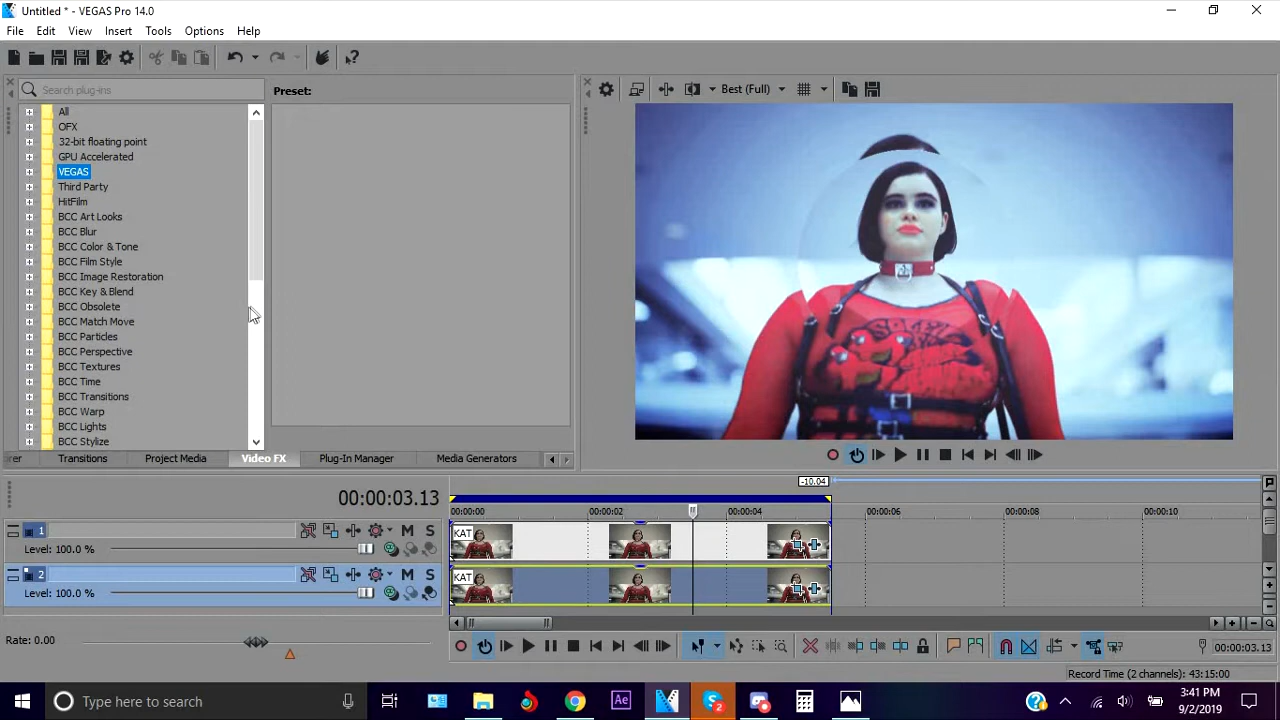 Untitled * - VEGAS Pro 14.0
File Edit View Insert Tools Options Help
Search plug-ins
Preset:
Best (Full)
All
OFX
32-bit floating point
GPU Accelerated
VEGAS
Third Party
HitFilm
BCC Art Looks
BCC Blur
BCC Color & Tone
BCC Film Style
BCC Image Restoration
BCC Key & Blend
BCC Obsolete
BCC Match Move
BCC Particles
BCC Perspective
BCC Textures
BCC Time
BCC Transitions
BCC Warp
BCC Lights
BCC Stylize
rer Transitions Project Media Video FX Plug-In Manager Media Generators
-10.04
00:00:03.13
00:00:00 00:00:02 00:00:04 00:00:06 00:00:08 00:00:10
1 M S
KAT
Level: 100.0 %
2 M S
KAT
Level: 100.0 %
Rate: 0.00
00:00:03.13
Record Time (2 channels): 43:15:00
Type here to search
Ae
2
3:41 PM
9/2/2019